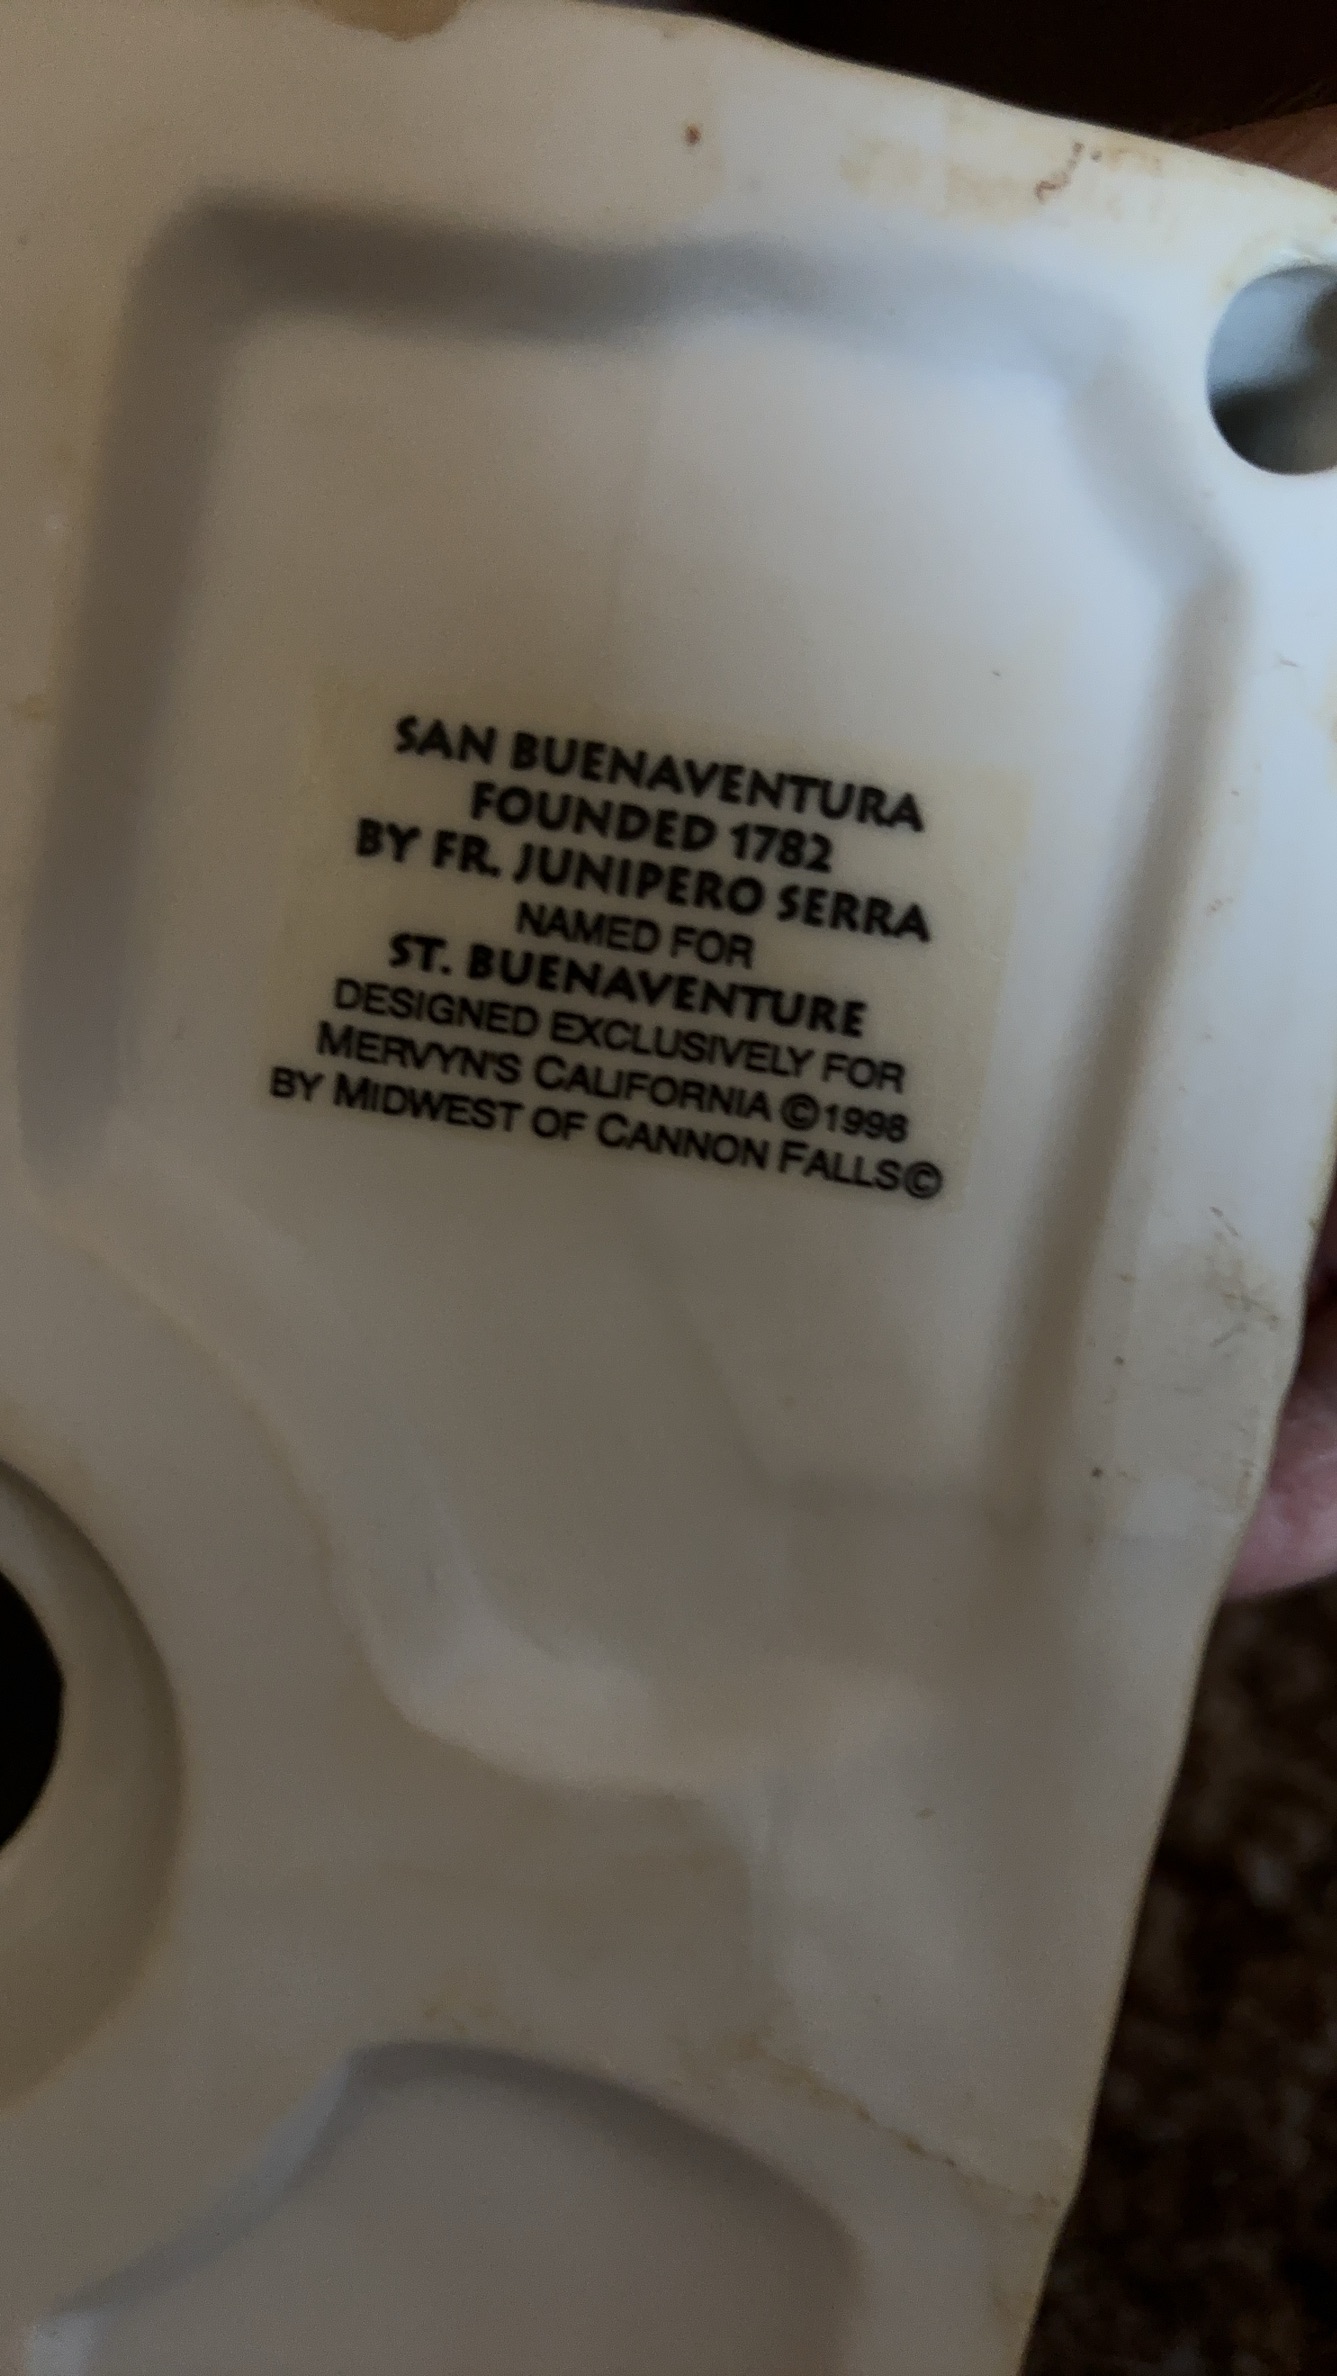 SAN BUENAVENTURA
FOUNDED 1782
BY FR. JUNIPERO SERRA
NAMED FOR
ST. BUENAVENTURE
DESIGNED EXCLUSIVELY FOR
MERVYN'S CALIFORNIA ©1998
BY MIDWEST OF CANNON FALLS©